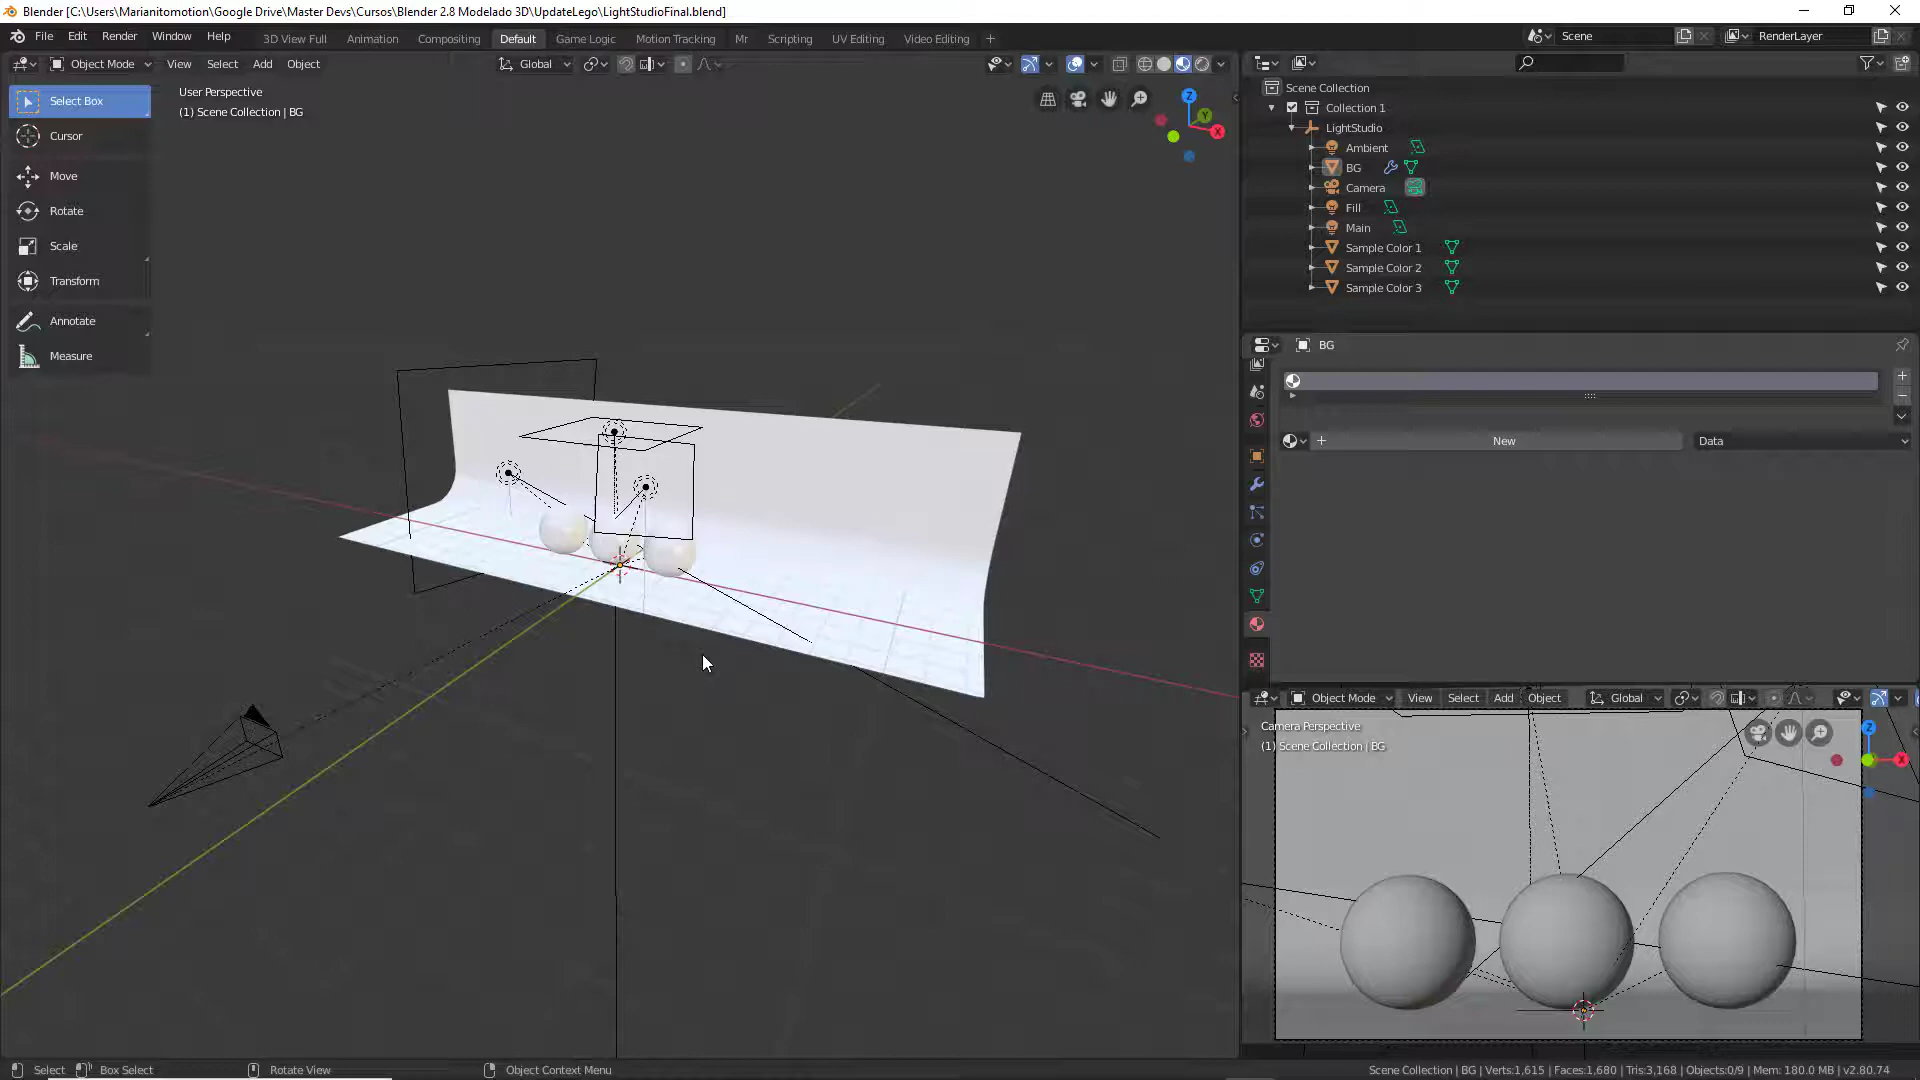 Blender [C:\Users\Marianitomotion\Google Drive\Master Devs\Cursos\Blender 2.8 Modelado 3D\UpdateLego\LightStudioFinal.blend]
File Edit Render Window Help 3D View Full Animation Compositing Default Game Logic Motion Tracking Mr Scripting UV Editing Video Editing + Scene RenderLayer
Object Mode View Select Add Object Global
Select Box
Cursor
Move
Rotate
Scale
Transform
Annotate
Measure
User Perspective
(1) Scene Collection | BG
Z
Y
X
Scene Collection
Collection 1
LightStudio
Ambient
BG
Camera
Fill
Main
Sample Color 1
Sample Color 2
Sample Color 3
BG
New Data
Object Mode View Select Add Object Global
Camera Perspective
(1) Scene Collection | BG
Z
X
Select Box Select Rotate View Object Context Menu Scene Collection | BG | Verts:1,615 | Faces:1,680 | Tris:3,168 | Objects:0/9 | Mem: 180.0 MB | v2.80.74